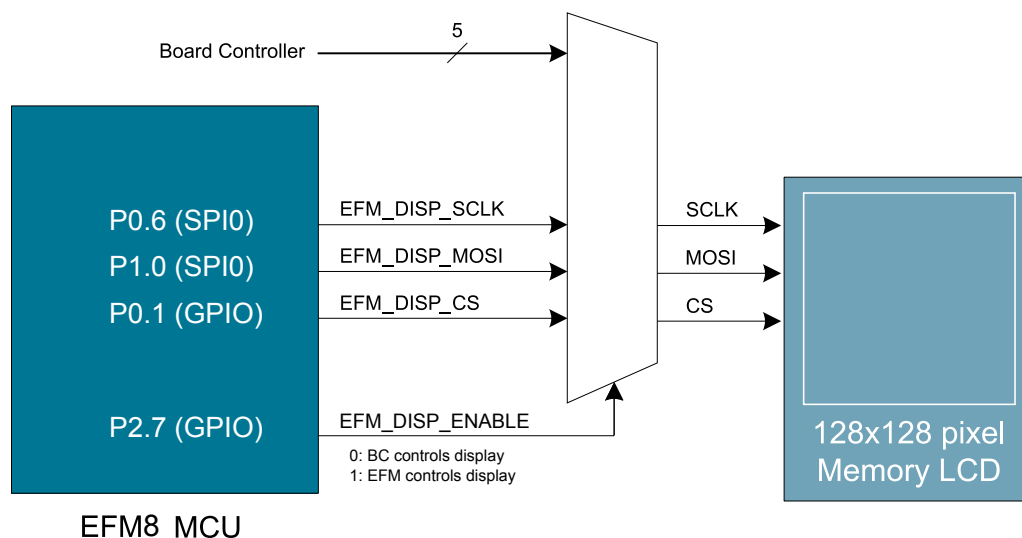 5
Board Controller
P0.6 (SPI0)
EFM_DISP_SCLK
SCLK
P1.0 (SPI0)
EFM_DISP_MOSI
MOSI
P0.1 (GPIO)
EFM_DISP_CS
CS
P2.7 (GPIO)
EFM_DISP_ENABLE
0: BC controls display
1: EFM controls display
128x128 pixel
Memory LCD
EFM8 MCU